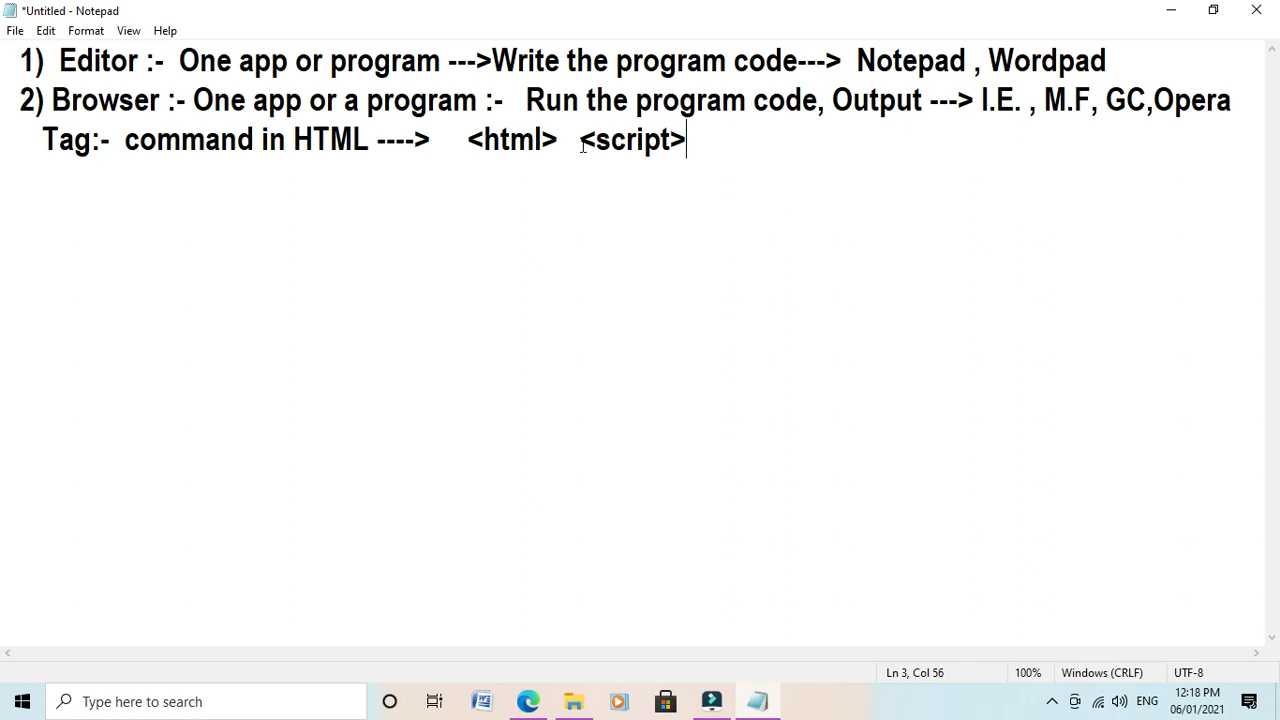 *Untitled - Notepad
File Edit Format View Help
1) Editor :- One app or program --->Write the program code---> Notepad , Wordpad
2) Browser :- One app or a program :- Run the program code, Output ---> I.E. , M.F, GC,Opera
Tag:- command in HTML ----> <html> <script>
Ln 3, Col 56 100% Windows (CRLF) UTF-8
Type here to search
ENG
12:18 PM
06/01/2021